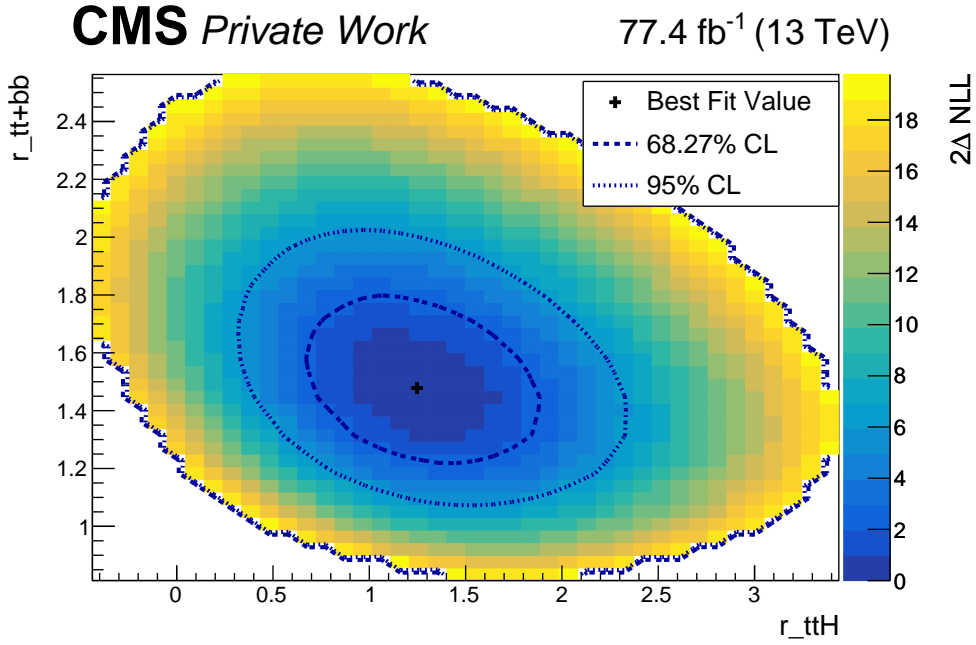 CMS Private Work 77.4 fb⁻¹ (13 TeV)
r_tt+bb
2.4
2.2
2
1.8
1.6
1.4
1.2
1
Best Fit Value
68.27% CL
95% CL
2Δ NLL
18
16
14
12
10
8
6
4
2
0
0 0.5 1 1.5 2 2.5 3
r_ttH